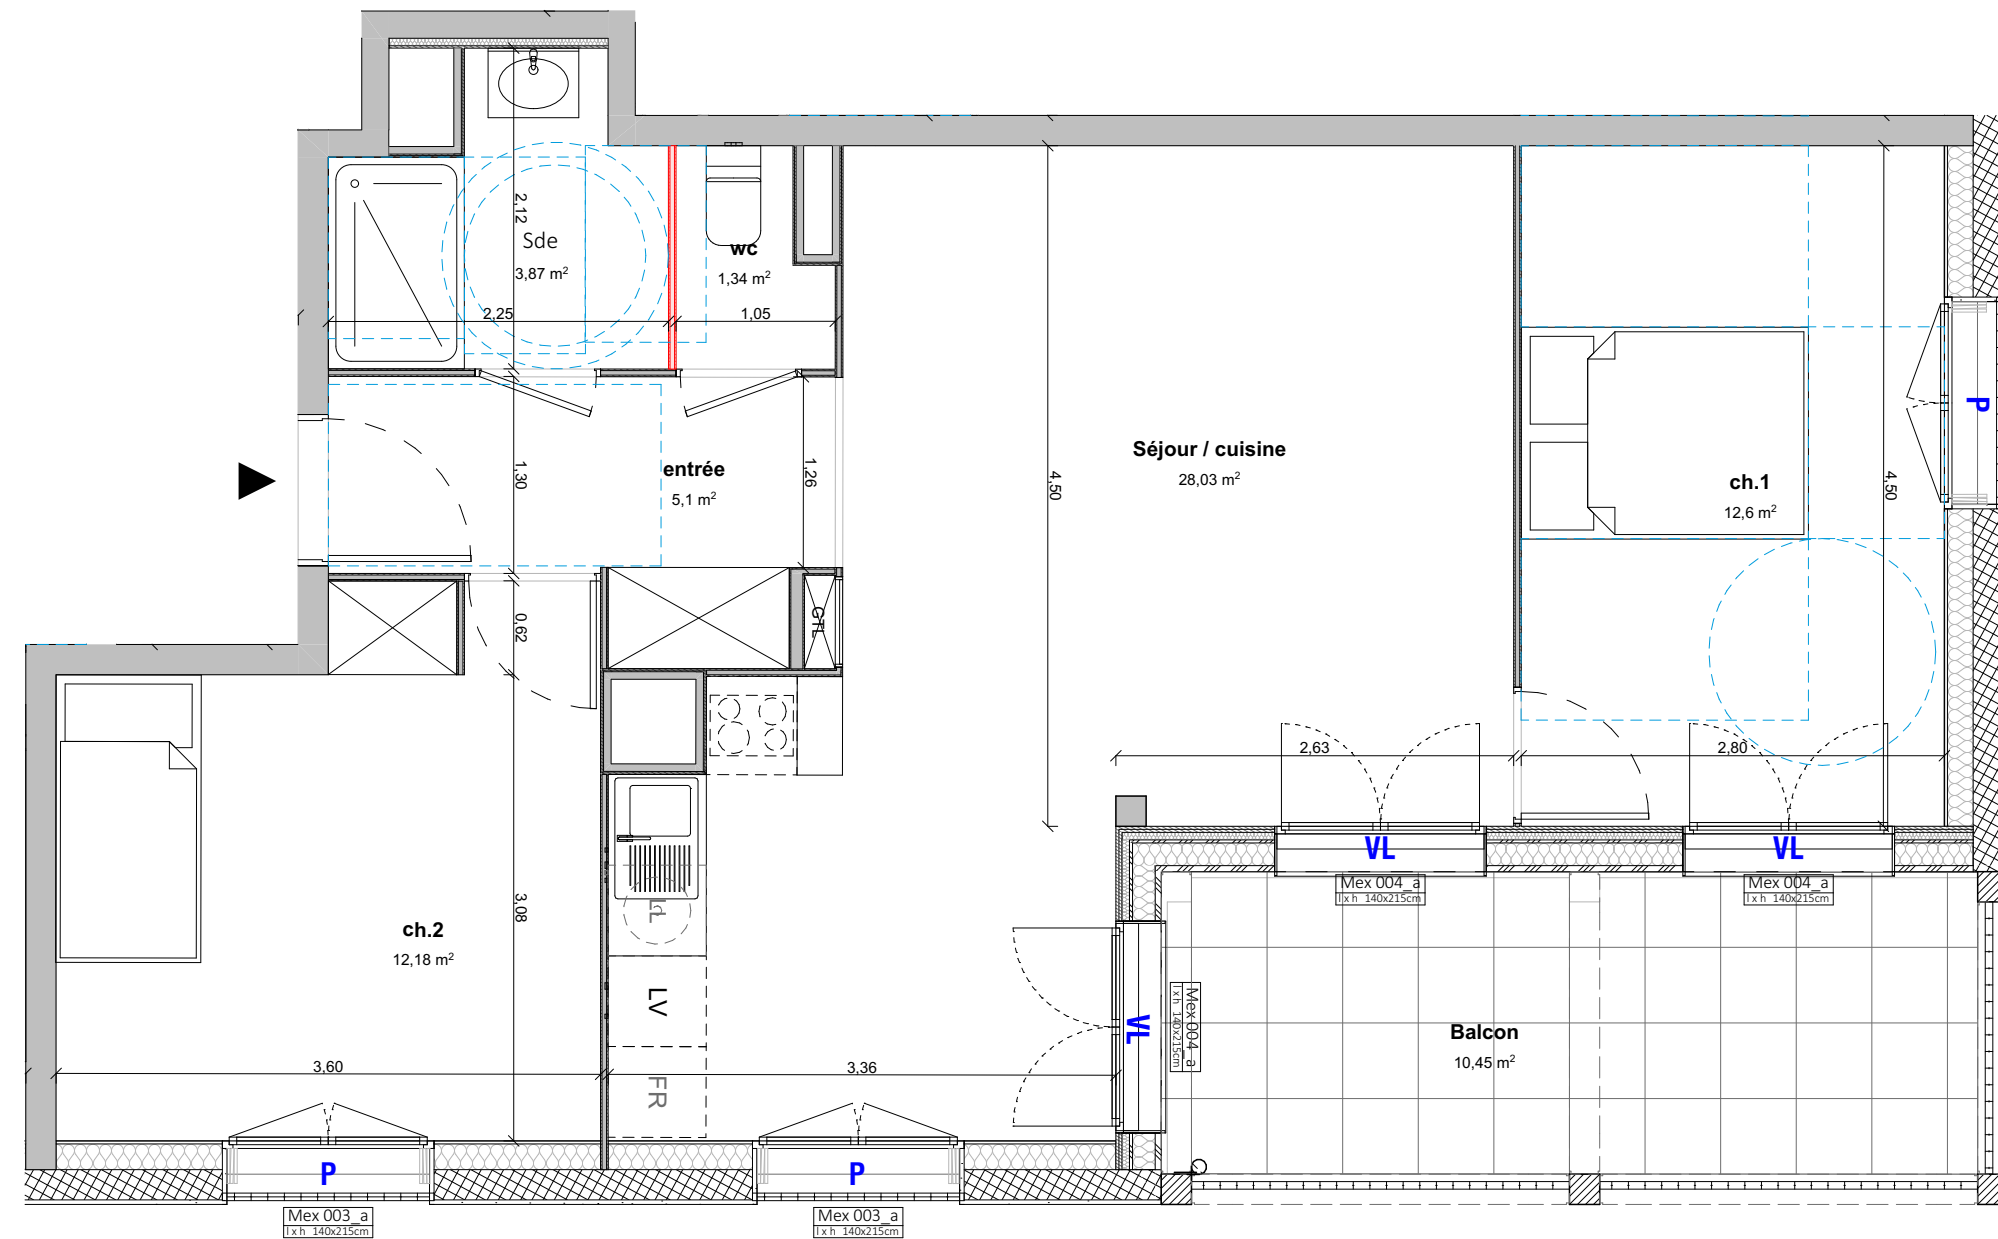 2,12
Sde
3,87 m²
2,25
wc
1,34 m²
1,05
1,30
entrée
5,1 m²
1,26
0,62
GTL
4,50
Séjour / cuisine
28,03 m²
ch.1
12,6 m²
4,50
P
2,63
2,80
VL
VL
Mex 004_a
l x h 140x215cm
Mex 004_a
l x h 140x215cm
LL
LV
FR
3,08
ch.2
12,18 m²
VL
Mex 004_a
l x h 140x215cm
Balcon
10,45 m²
3,60
3,36
P
P
Mex 003_a
l x h 140x215cm
Mex 003_a
l x h 140x215cm